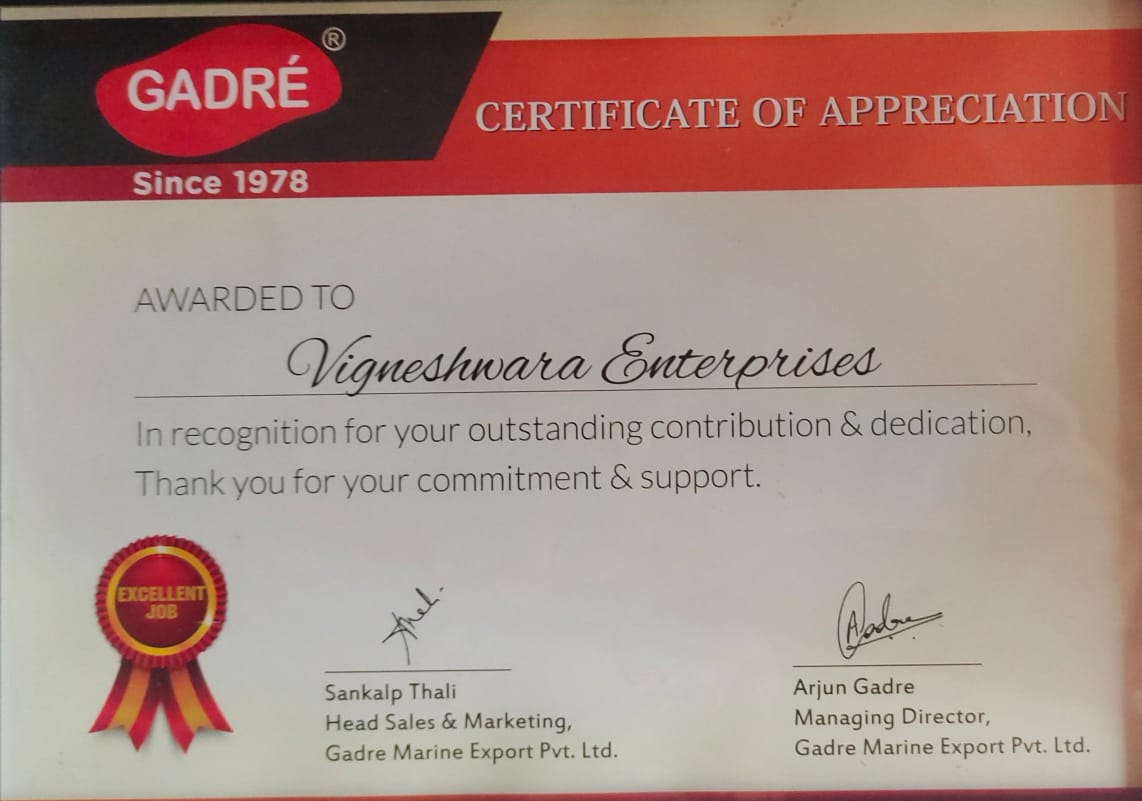 GADRÉ®
Since 1978
CERTIFICATE OF APPRECIATION
AWARDED TO
Vigneshwara Enterprises
In recognition for your outstanding contribution & dedication,
Thank you for your commitment & support.
EXCELLENT
JOB
Sankalp Thali
Head Sales & Marketing,
Gadre Marine Export Pvt. Ltd.
Arjun Gadre
Managing Director,
Gadre Marine Export Pvt. Ltd.